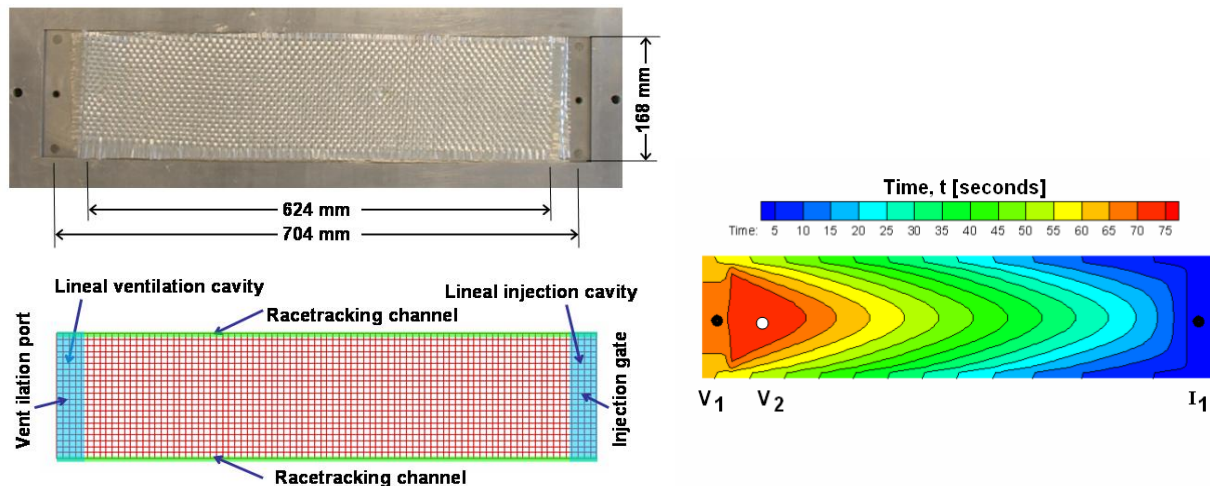 168 mm
624 mm
704 mm
Lineal ventilation cavity
Lineal injection cavity
Racetracking channel
Vent ilation port
Injection gate
Racetracking channel
Time, t [seconds]
Time: 5 10 15 20 25 30 35 40 45 50 55 60 65 70 75
V1 V2 I1